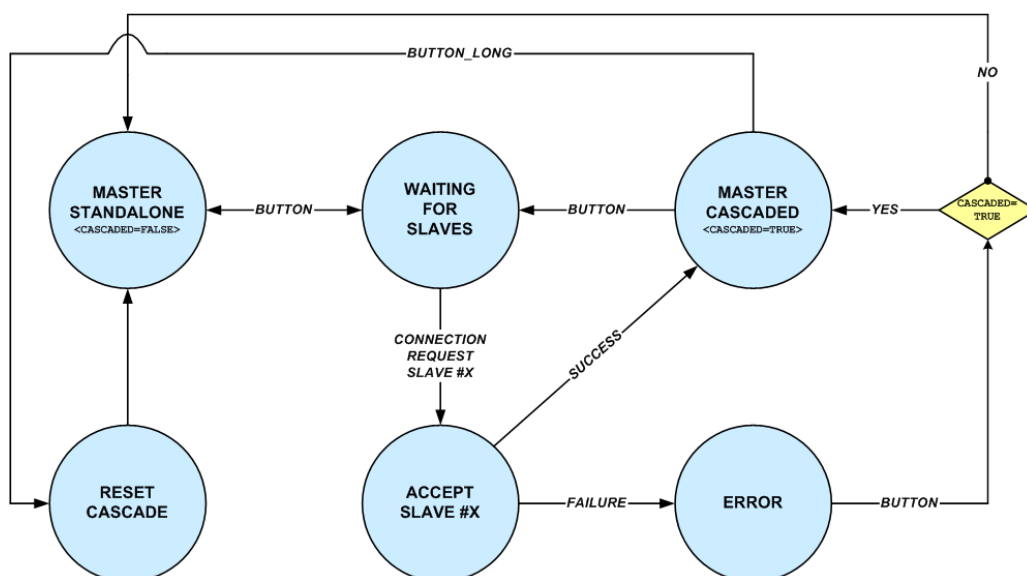 BUTTON_LONG
NO
MASTER
STANDALONE
<CASCADED=FALSE>
BUTTON
WAITING
FOR
SLAVES
BUTTON
MASTER
CASCADED
<CASCADED=TRUE>
YES
CASCADED=
TRUE
CONNECTION
REQUEST
SLAVE #X
SUCCESS
RESET
CASCADE
ACCEPT
SLAVE #X
FAILURE
ERROR
BUTTON